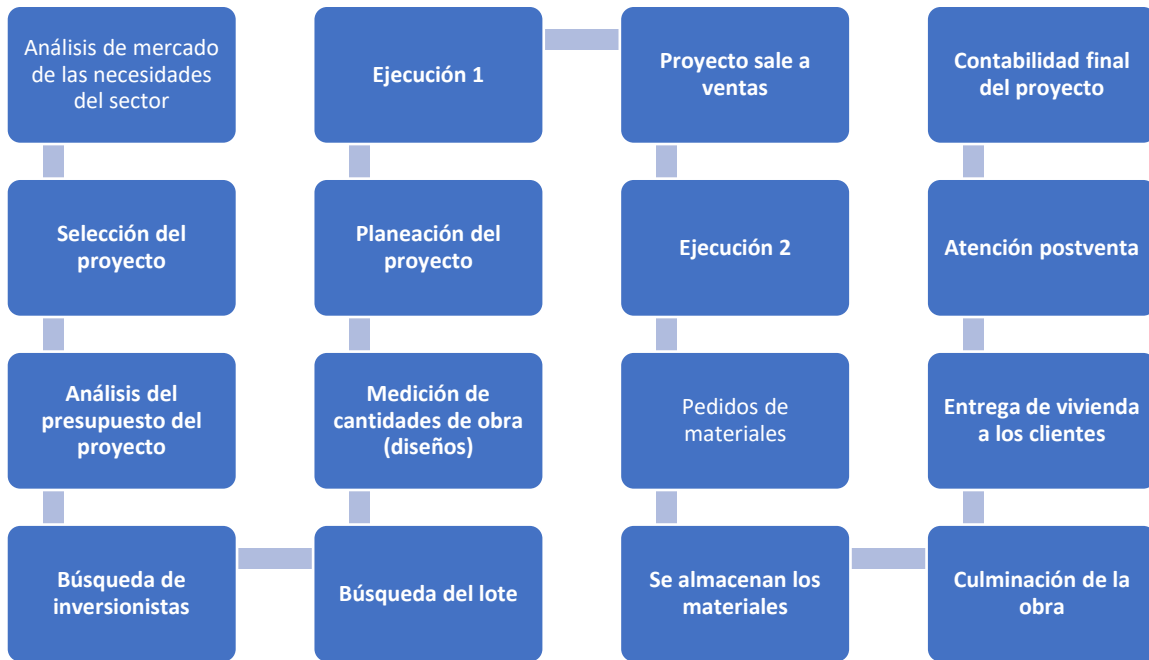 Análisis de mercado
de las necesidades
del sector
Selección del
proyecto
Análisis del
presupuesto del
proyecto
Búsqueda de
inversionistas
Búsqueda del lote
Medición de
cantidades de obra
(diseños)
Planeación del
proyecto
Ejecución 1
Proyecto sale a
ventas
Ejecución 2
Pedidos de
materiales
Se almacenan los
materiales
Culminación de la
obra
Entrega de vivienda
a los clientes
Atención postventa
Contabilidad final
del proyecto